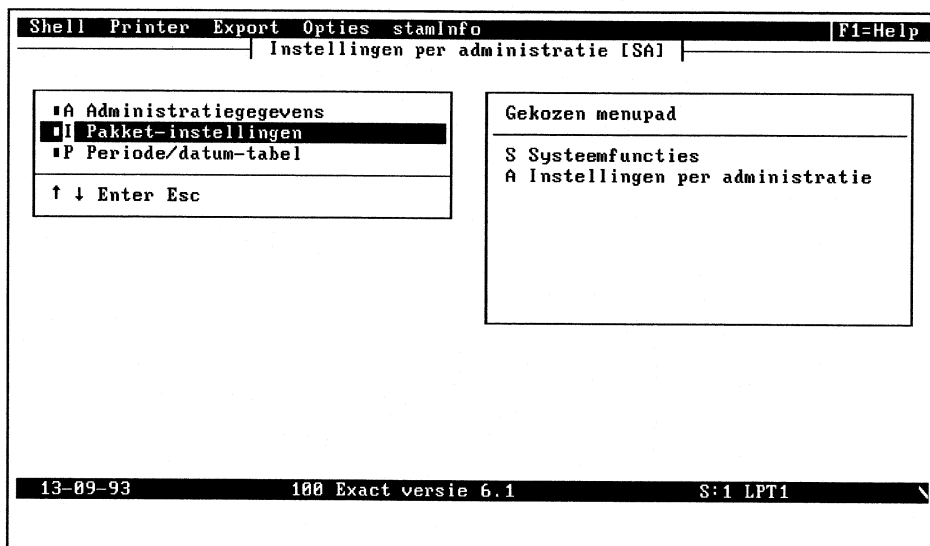 Shell Printer Export Opties stamInfo F1=Help
Instellingen per administratie [SA]
A Administratiegegevens
I Pakket-instellingen
P Periode/datum-tabel
↑ ↓ Enter Esc
Gekozen menupad
S Systeemfuncties
A Instellingen per administratie
13-09-93 100 Exact versie 6.1 S:1 LPT1 \